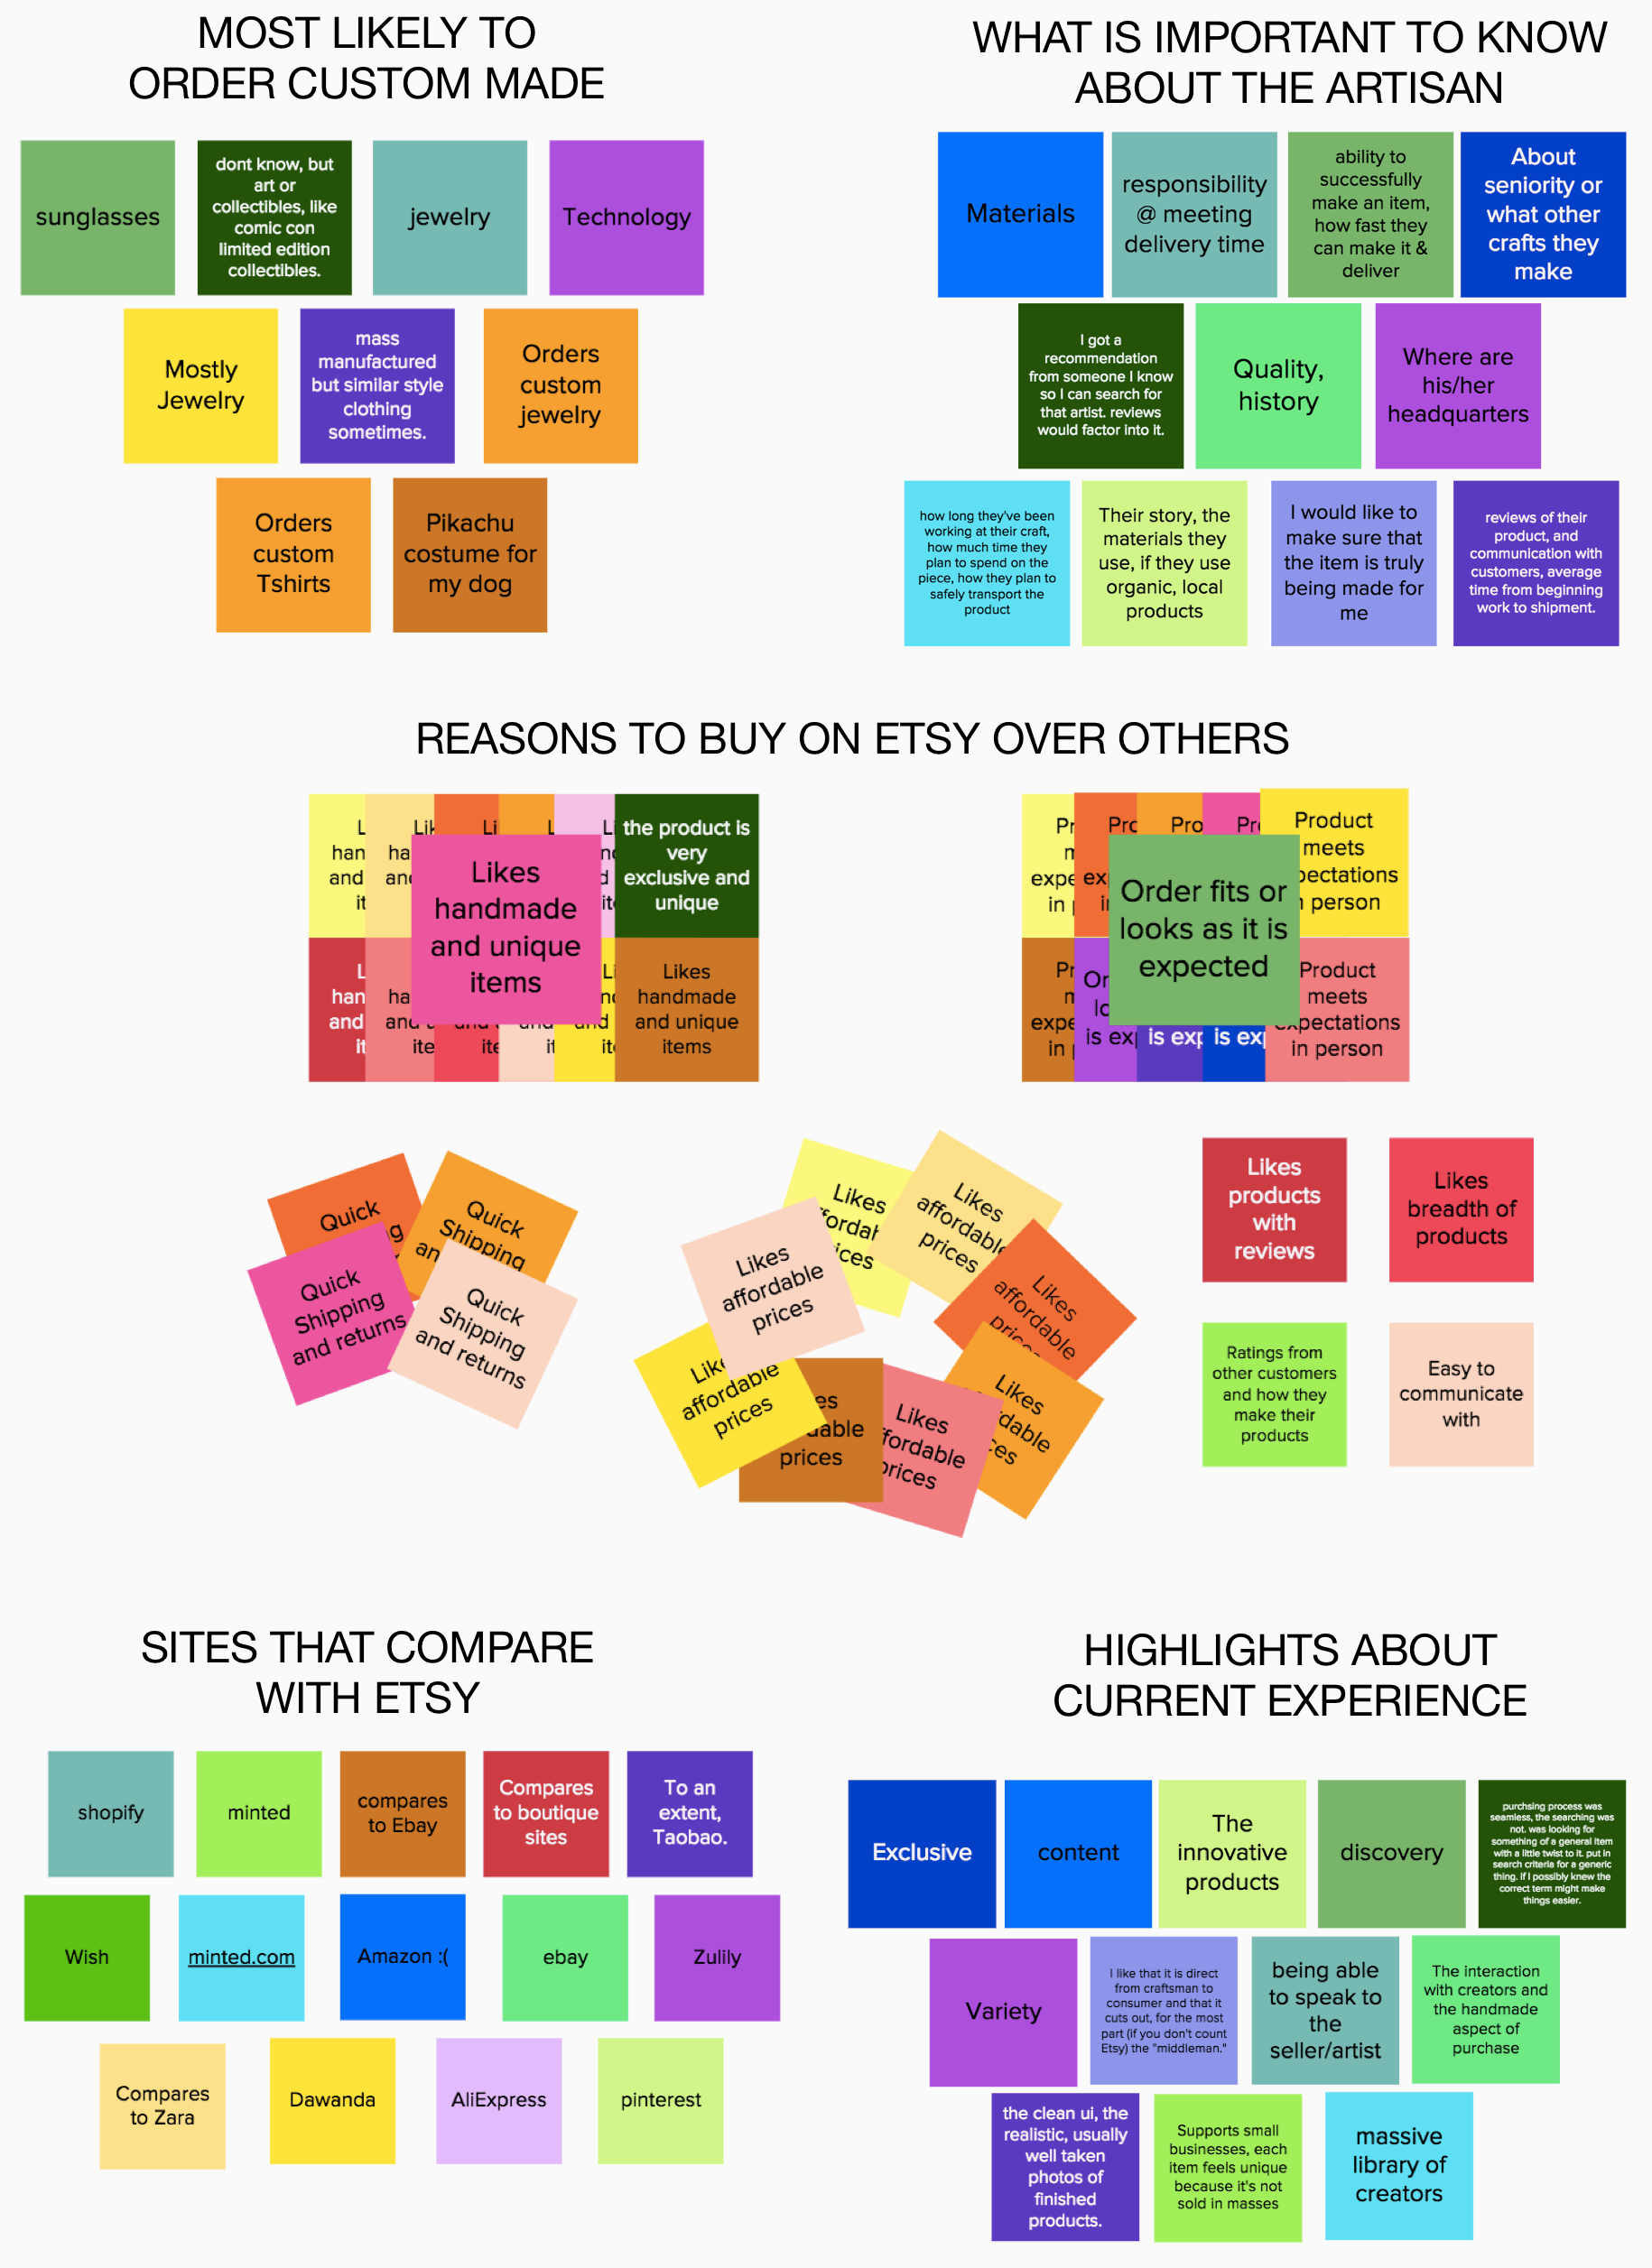 MOST LIKELY TO
ORDER CUSTOM MADE
sunglasses
dont know, but
art or
collectibles, like
comic con
limited edition
collectibles.
jewelry
Technology
Mostly
Jewelry
mass
manufactured
but similar style
clothing
sometimes.
Orders
custom
jewelry
Orders
custom
Tshirts
Pikachu
costume for
my dog
WHAT IS IMPORTANT TO KNOW
ABOUT THE ARTISAN
Materials
responsibility
@ meeting
delivery time
ability to
successfully
make an item,
how fast they
can make it &
deliver
About
seniority or
what other
crafts they
make
I got a
recommendation
from someone I know
so I can search for
that artist. reviews
would factor into it.
Quality,
history
Where are
his/her
headquarters
how long they've been
working at their craft,
how much time they
plan to spend on the
piece, how they plan to
safely transport the
product
Their story, the
materials they
use, if they use
organic, local
products
I would like to
make sure that
the item is truly
being made for
me
reviews of their
product, and
communication with
customers, average
time from beginning
work to shipment.
REASONS TO BUY ON ETSY OVER OTHERS
Likes
handmade
and unique
items
the product is
very
exclusive and
unique
Likes
handmade
and unique
items
Order fits or
looks as it is
expected
Product
meets
in person
Product
meets
expectations
in person
Quick
Quick
Shipping
Quick
Shipping
and returns
Quick
Shipping
and returns
Likes
Likes
affordable
prices
Likes
affordable
prices
Likes
affordable
Likes
Likes
prices
affordable
prices
Likes
affordable
prices
Likes
products
with
reviews
Likes
breadth of
products
Ratings from
other customers
and how they
make their
products
Easy to
communicate
with
SITES THAT COMPARE
WITH ETSY
shopify
minted
compares
to Ebay
Compares
to boutique
sites
To an
extent,
Taobao.
Wish
minted.com
Amazon :(
ebay
Zulily
Compares
to Zara
Dawanda
AliExpress
pinterest
HIGHLIGHTS ABOUT
CURRENT EXPERIENCE
Exclusive
content
The
innovative
products
discovery
purchsing process was
seamless, the searching was
not. was looking for
something of a general item
with a little twist to it. put in
search criteria for a generic
thing. if I possibly knew the
correct term might make
things easier.
Variety
I like that it is direct
from craftsman to
consumer and that it
cuts out, for the most
part (if you don't count
Etsy) the "middleman."
being able
to speak to
the
seller/artist
The interaction
with creators and
the handmade
aspect of
purchase
the clean ui, the
realistic, usually
well taken
photos of
finished
products.
Supports small
businesses, each
item feels unique
because it's not
sold in masses
massive
library of
creators